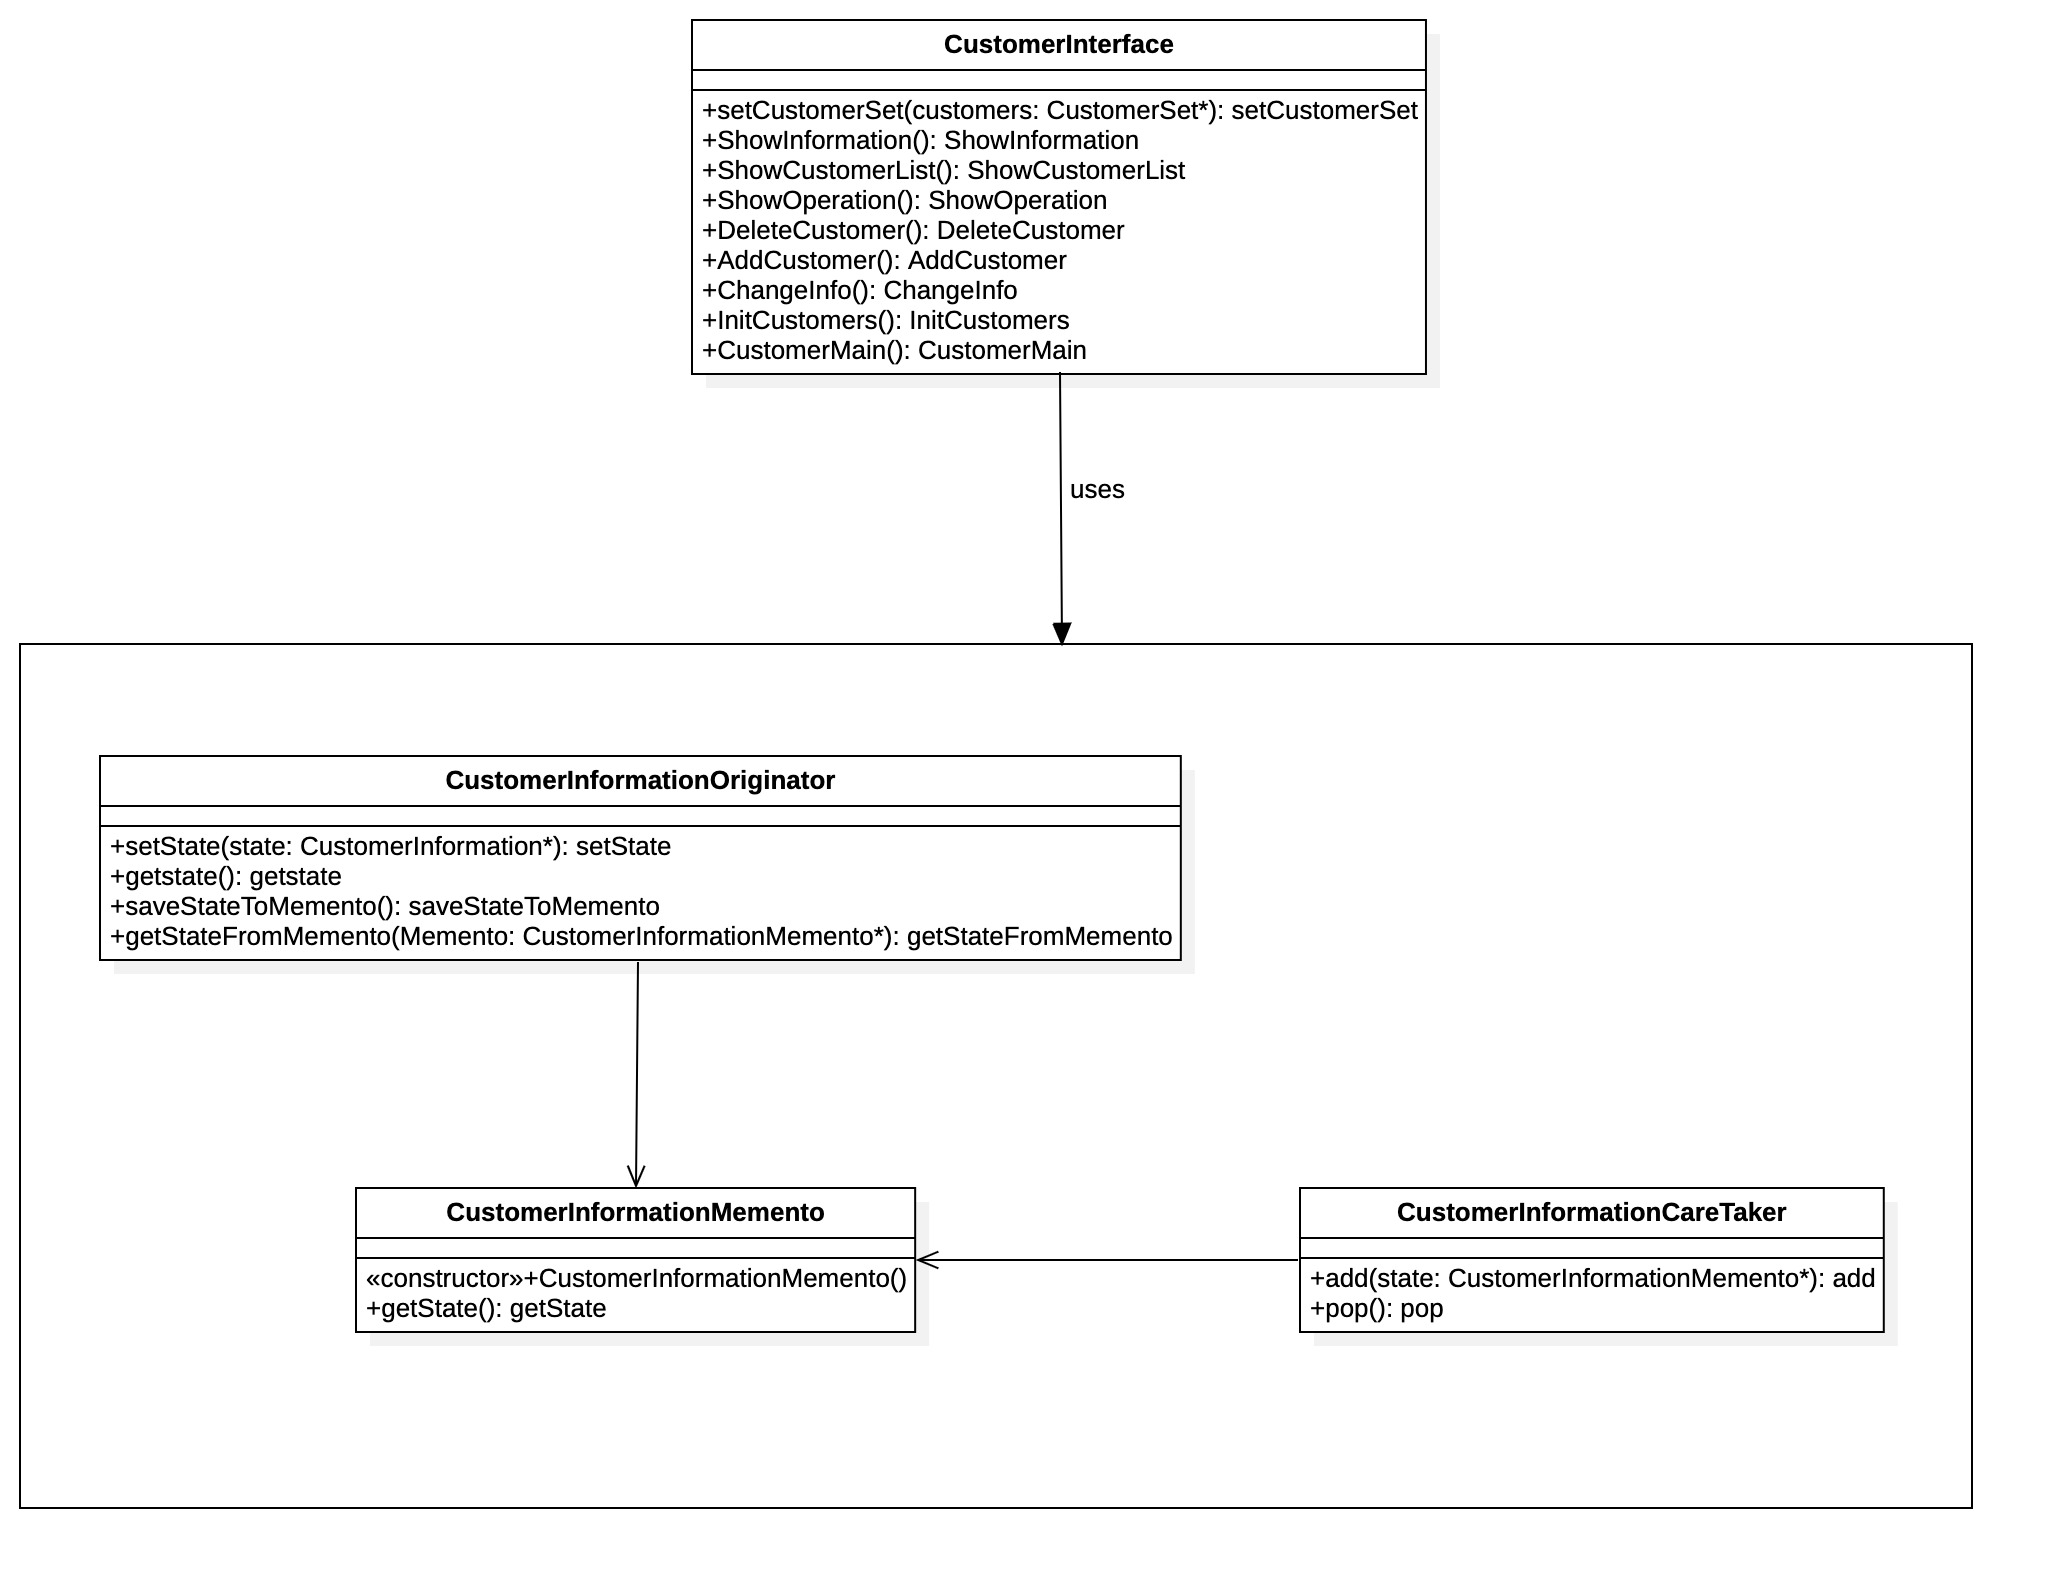 CustomerInterface
+setCustomerSet(customers: CustomerSet*): setCustomerSet
+ShowInformation(): ShowInformation
+ShowCustomerList(): ShowCustomerList
+ShowOperation(): ShowOperation
+DeleteCustomer(): DeleteCustomer
+AddCustomer(): AddCustomer
+ChangeInfo(): ChangeInfo
+InitCustomers(): InitCustomers
+CustomerMain(): CustomerMain
uses
CustomerInformationOriginator
+setState(state: CustomerInformation*): setState
+getstate(): getstate
+saveStateToMemento(): saveStateToMemento
+getStateFromMemento(Memento: CustomerInformationMemento*): getStateFromMemento
CustomerInformationMemento
«constructor»+CustomerInformationMemento()
+getState(): getState
CustomerInformationCareTaker
+add(state: CustomerInformationMemento*): add
+pop(): pop